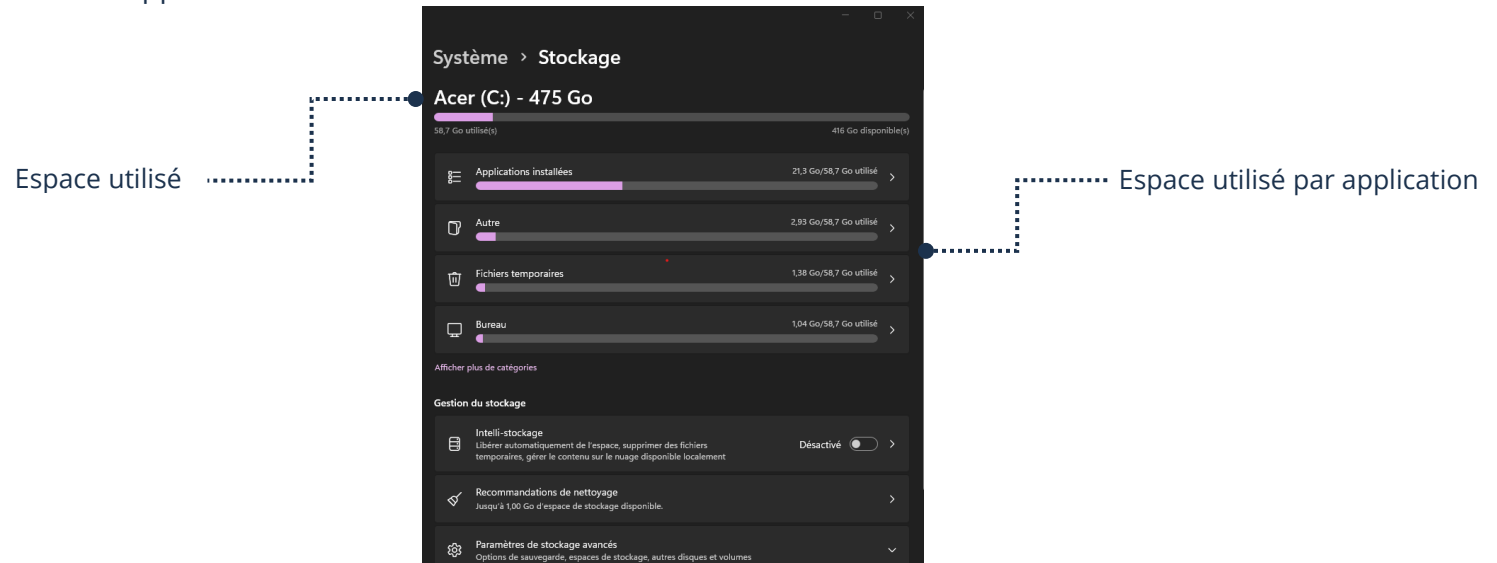 Système > Stockage
Acer (C:) - 475 Go
58,7 Go utilisé(s)
416 Go disponible(s)
Espace utilisé
Espace utilisé par application
Applications installées
21,3 Go/58,7 Go utilisé
Autre
2,93 Go/58,7 Go utilisé
Fichiers temporaires
1,38 Go/58,7 Go utilisé
Bureau
1,04 Go/58,7 Go utilisé
Afficher plus de catégories
Gestion du stockage
Intelli-stockage
Libérer automatiquement de l'espace, supprimer des fichiers
temporaires, gérer le contenu sur le nuage disponible localement
Désactivé
Recommandations de nettoyage
Jusqu'à 1,00 Go d'espace de stockage disponible.
Paramètres de stockage avancés
Options de sauvegarde, espaces de stockage, autres disques et volumes